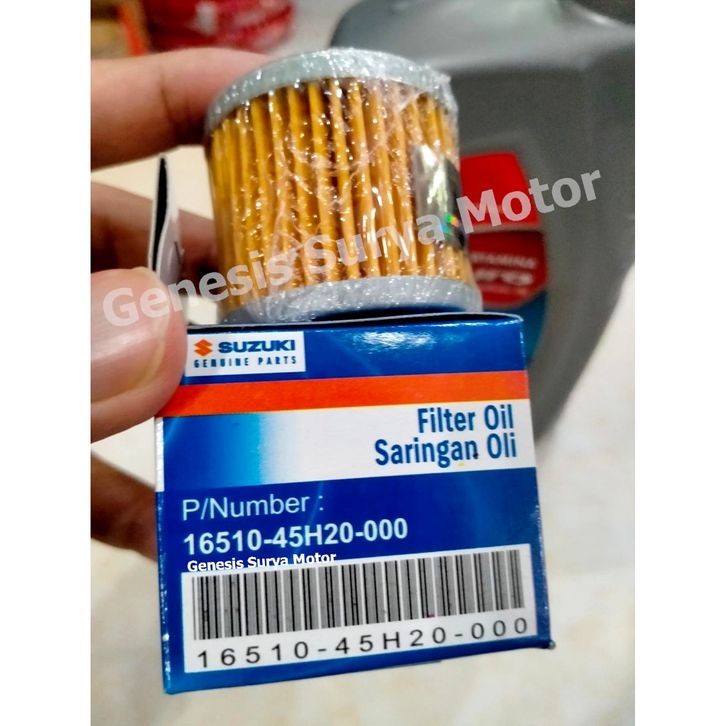 Genesis Surya Motor
SUZUKI
GENUINE PARTS
Filter Oil
Saringan Oli
P/Number :
16510-45H20-000
Genesis Surya Motor
16510-45H20-000